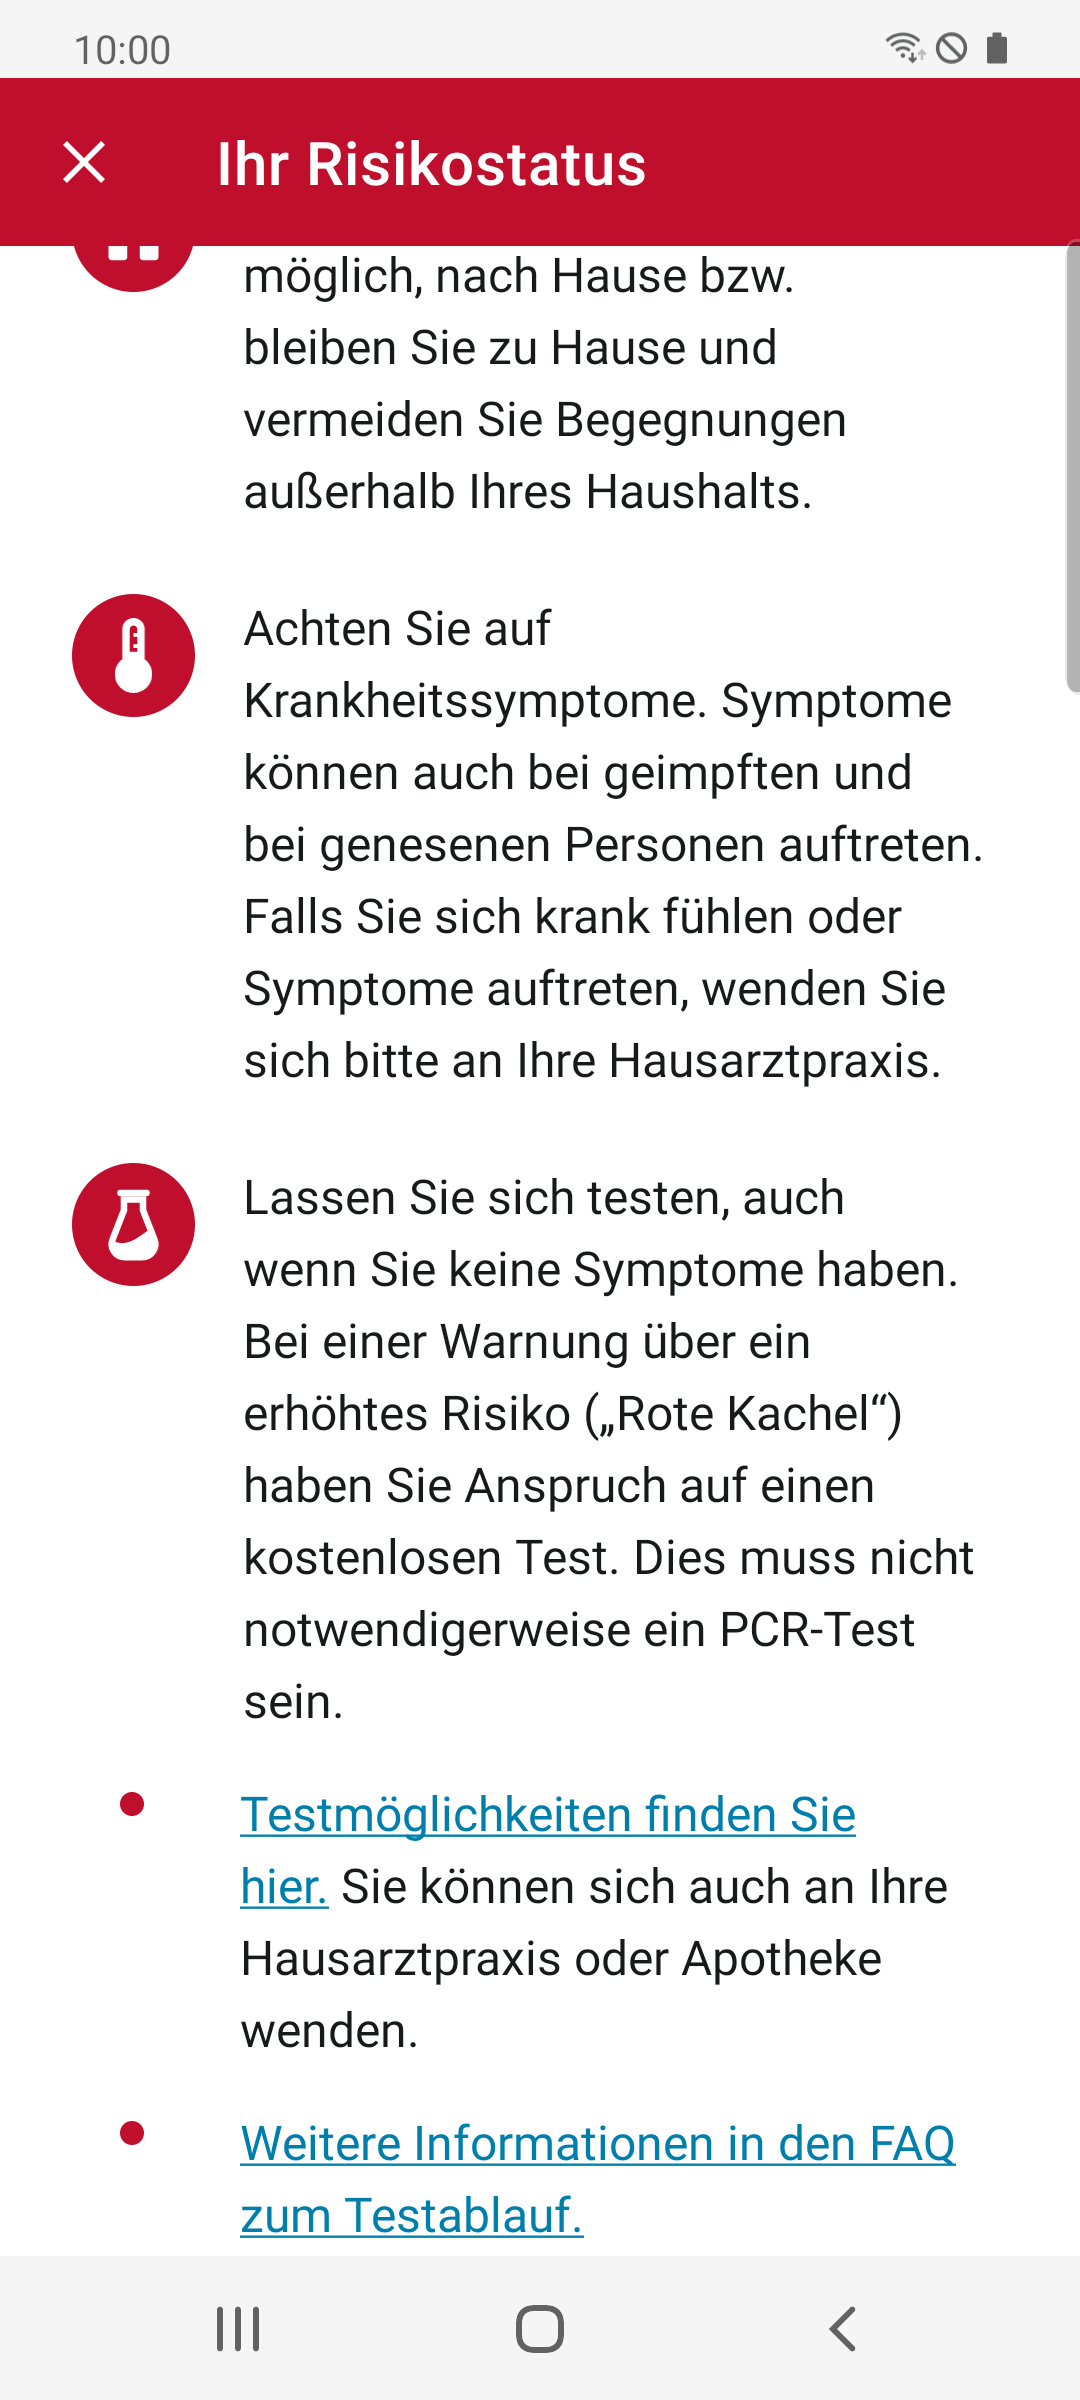 10:00
Ihr Risikostatus
möglich, nach Hause bzw.
bleiben Sie zu Hause und
vermeiden Sie Begegnungen
außerhalb Ihres Haushalts.
Achten Sie auf
Krankheitssymptome. Symptome
können auch bei geimpften und
bei genesenen Personen auftreten.
Falls Sie sich krank fühlen oder
Symptome auftreten, wenden Sie
sich bitte an Ihre Hausarztpraxis.
Lassen Sie sich testen, auch
wenn Sie keine Symptome haben.
Bei einer Warnung über ein
erhöhtes Risiko („Rote Kachel“)
haben Sie Anspruch auf einen
kostenlosen Test. Dies muss nicht
notwendigerweise ein PCR-Test
sein.
Testmöglichkeiten finden Sie
hier. Sie können sich auch an Ihre
Hausarztpraxis oder Apotheke
wenden.
Weitere Informationen in den FAQ
zum Testablauf.